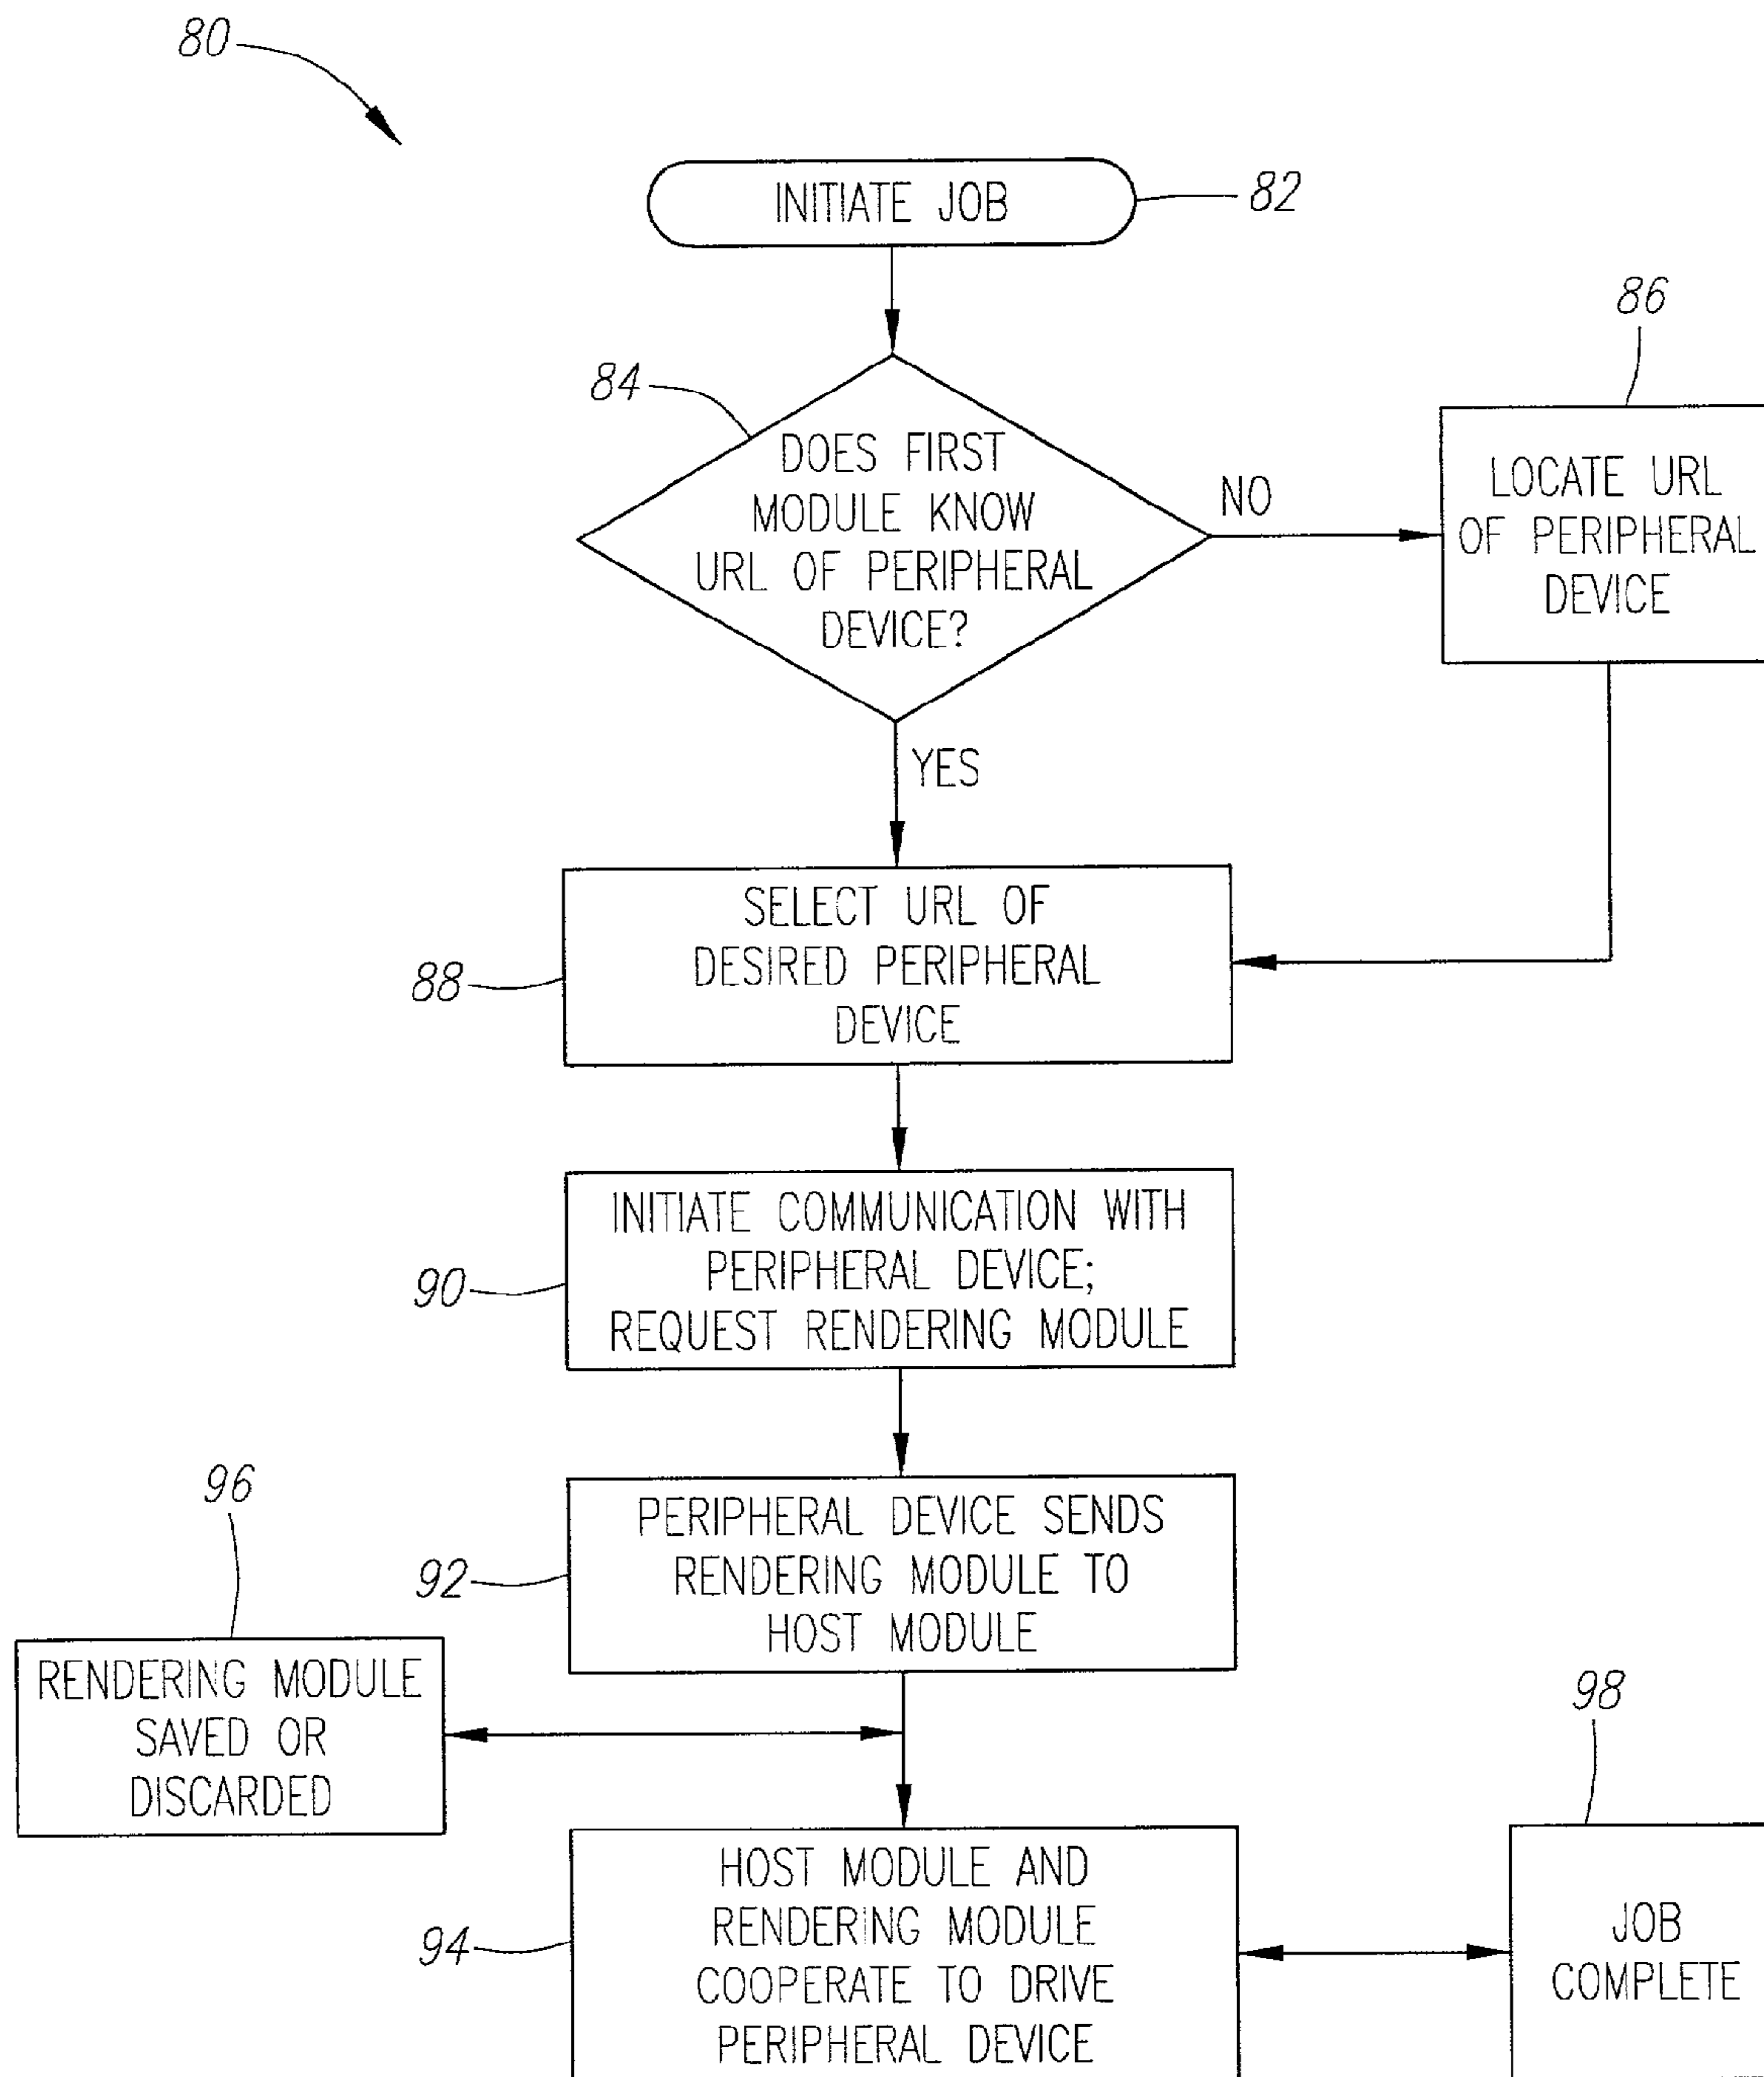 80
INITIATE JOB
82
84
DOES FIRST
MODULE KNOW
URL OF PERIPHERAL
DEVICE?
NO
86
LOCATE URL
OF PERIPHERAL
DEVICE
YES
88
SELECT URL OF
DESIRED PERIPHERAL
DEVICE
90
INITIATE COMMUNICATION WITH
PERIPHERAL DEVICE;
REQUEST RENDERING MODULE
92
PERIPHERAL DEVICE SENDS
RENDERING MODULE TO
HOST MODULE
96
RENDERING MODULE
SAVED OR
DISCARDED
94
HOST MODULE AND
RENDERING MODULE
COOPERATE TO DRIVE
PERIPHERAL DEVICE
98
JOB
COMPLETE